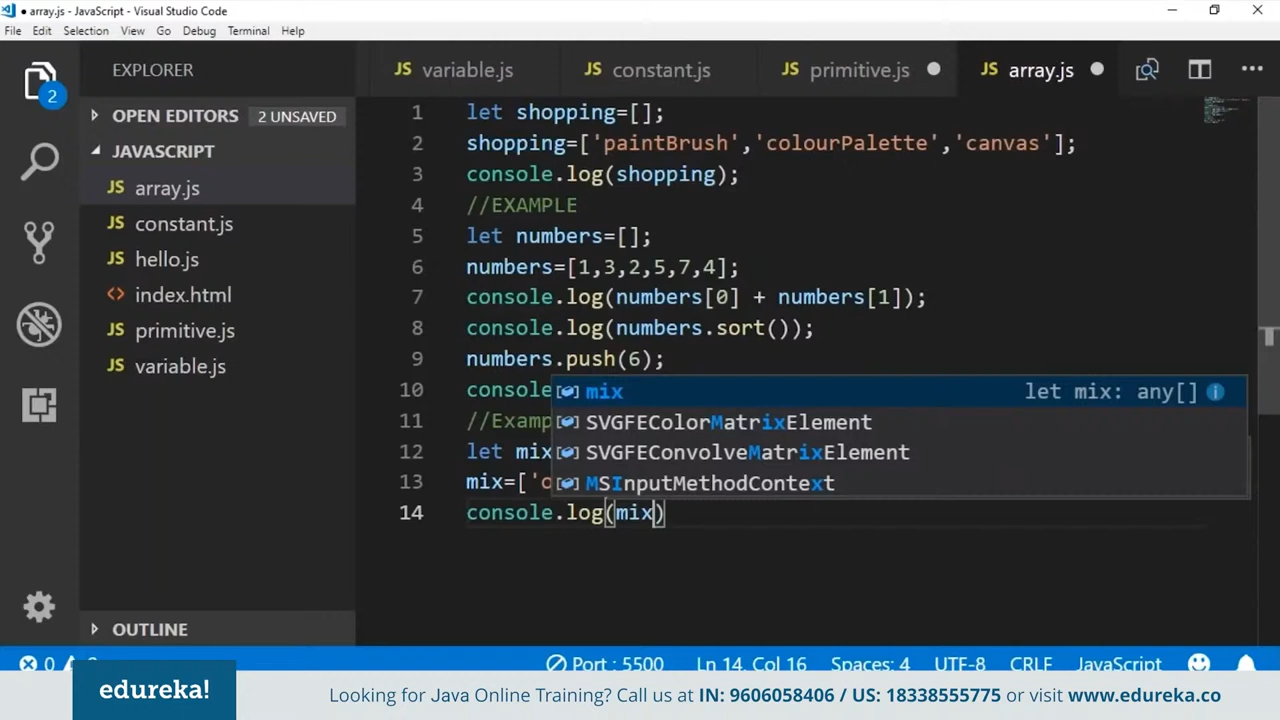 ● array.js - JavaScript - Visual Studio Code
File Edit Selection View Go Debug Terminal Help
EXPLORER
JS variable.js JS constant.js JS primitive.js ● JS array.js ●
2
OPEN EDITORS 2 UNSAVED
JAVASCRIPT
JS array.js
JS constant.js
JS hello.js
<> index.html
JS primitive.js
JS variable.js
OUTLINE
1 let shopping=[];
2 shopping=['paintBrush','colourPalette','canvas'];
3 console.log(shopping);
4 //EXAMPLE
5 let numbers=[];
6 numbers=[1,3,2,5,7,4];
7 console.log(numbers[0] + numbers[1]);
8 console.log(numbers.sort());
9 numbers.push(6);
10 console
11 //Examp
12 let mix
13 mix=['
14 console.log(mix)
mix let mix: any[]
SVGFEColorMatrixElement
SVGFEConvolveMatrixElement
MSInputMethodContext
0 Port : 5500 Ln 14, Col 16 Spaces: 4 UTF-8 CRLF JavaScript
edureka! Looking for Java Online Training? Call us at IN: 9606058406 / US: 18338555775 or visit www.edureka.co